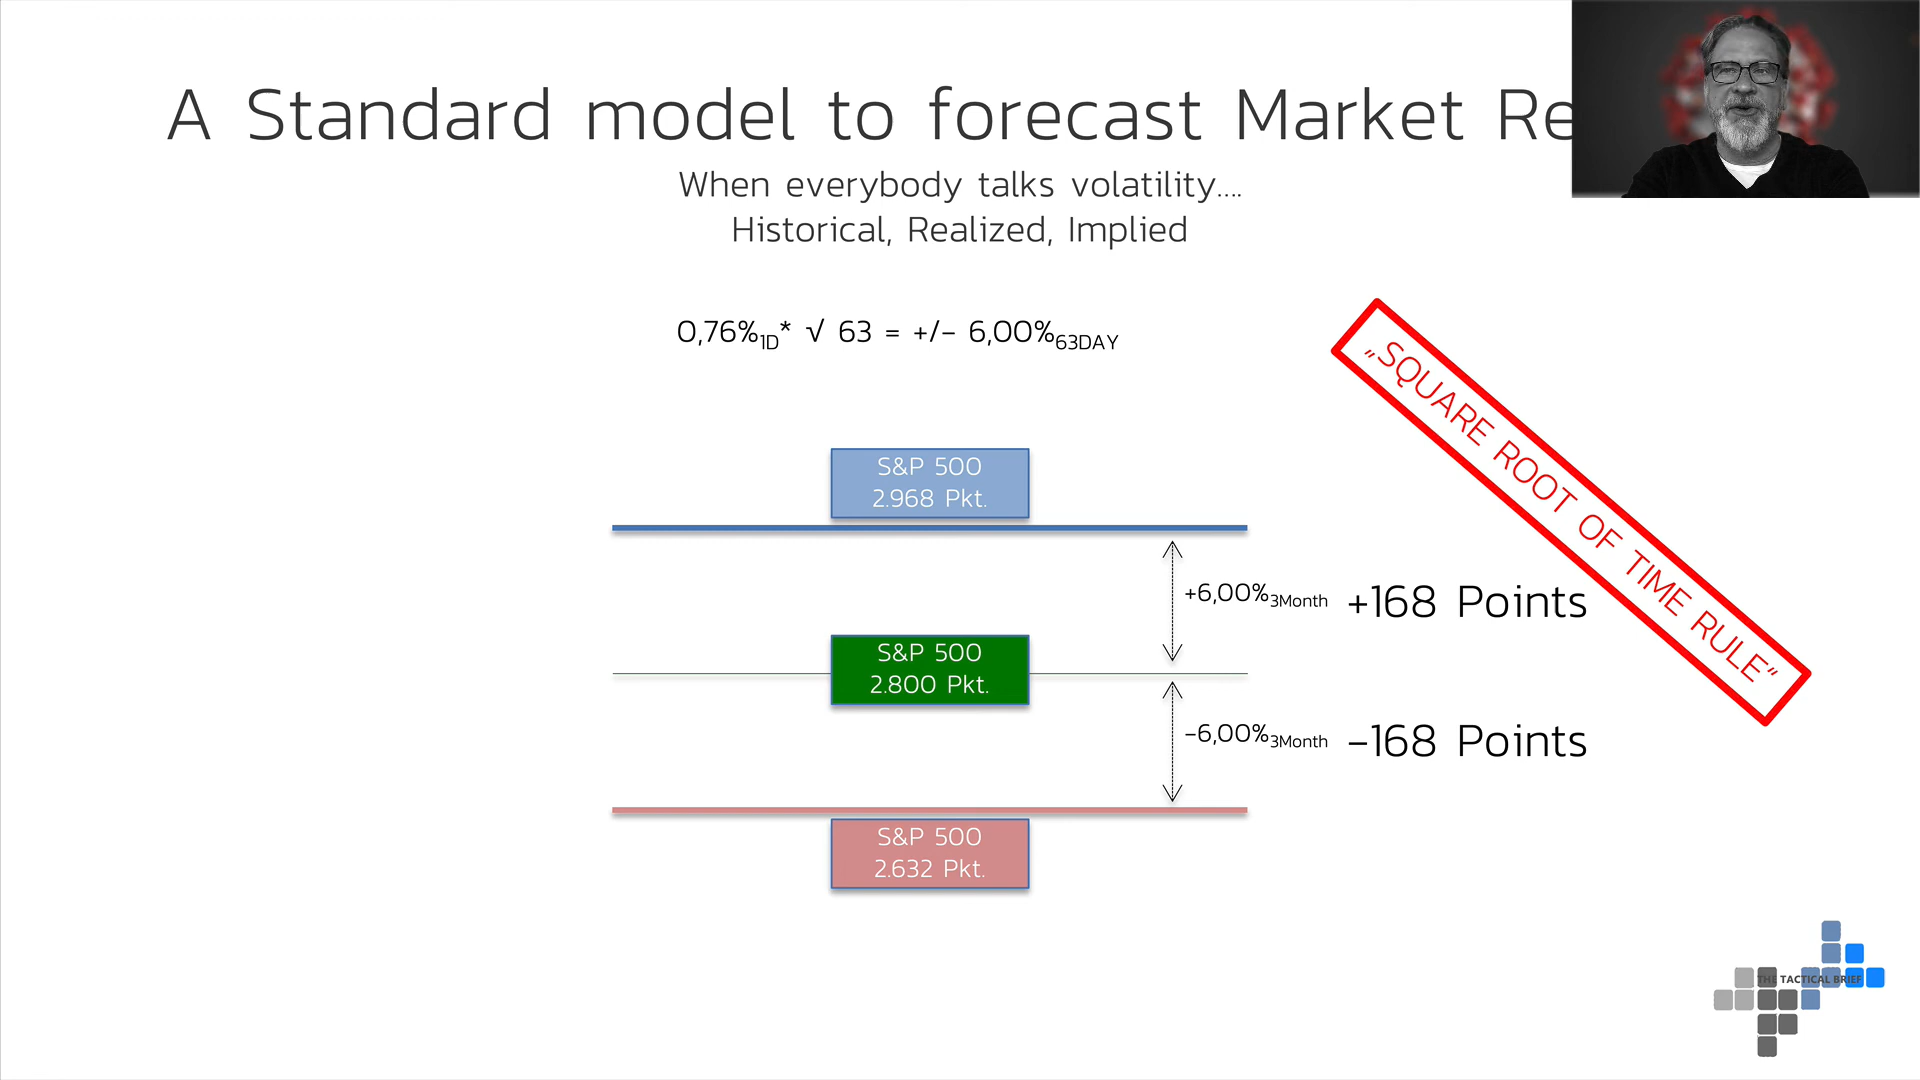 A Standard model to forecast Market Re
When everybody talks volatility....
Historical, Realized, Implied
0,76%1D* √ 63 = +/- 6,00%63DAY
„SQUARE ROOT OF TIME RULE“
S&P 500
2.968 Pkt.
+6,00%3Month +168 Points
S&P 500
2.800 Pkt.
-6,00%3Month -168 Points
S&P 500
2.632 Pkt.
THE TACTICAL BRIEF